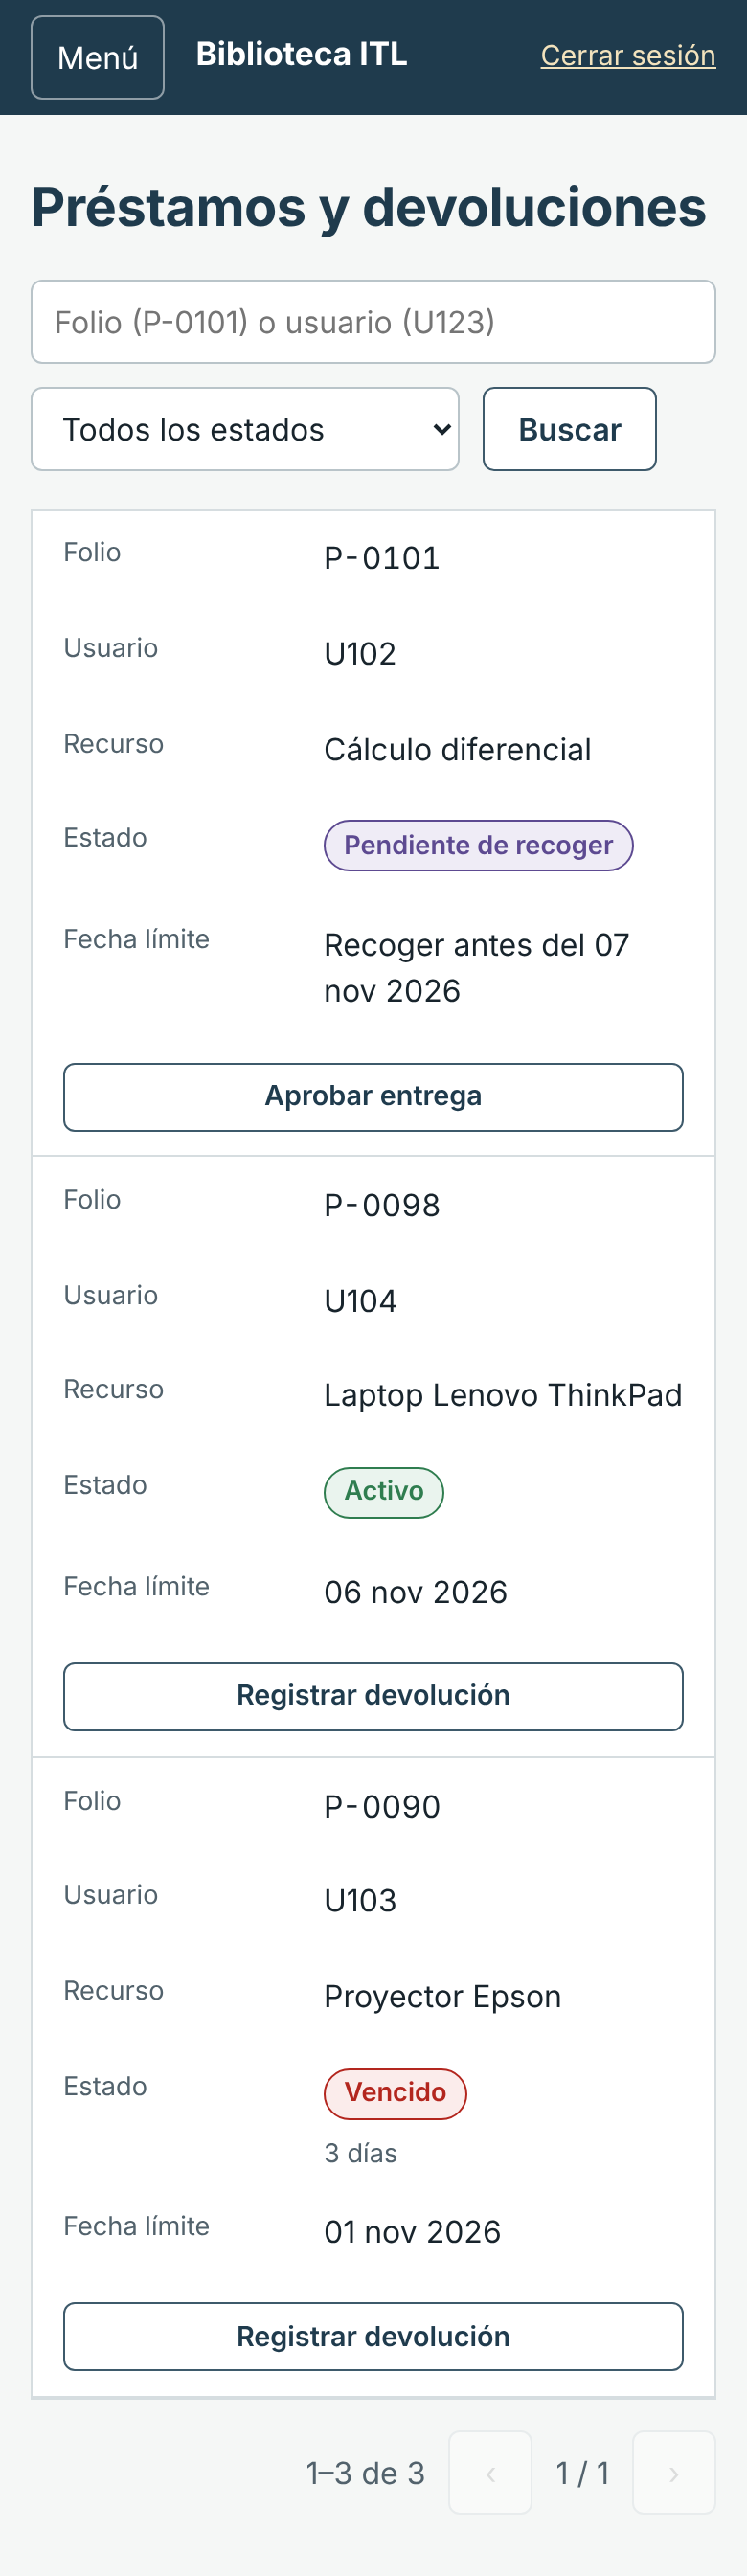 Menú
Biblioteca ITL
Cerrar sesión
Préstamos y devoluciones
Folio (P-0101) o usuario (U123)
Todos los estados
Buscar
Folio P-0101
Usuario U102
Recurso Cálculo diferencial
Estado Pendiente de recoger
Fecha límite Recoger antes del 07
nov 2026
Aprobar entrega
Folio P-0098
Usuario U104
Recurso Laptop Lenovo ThinkPad
Estado Activo
Fecha límite 06 nov 2026
Registrar devolución
Folio P-0090
Usuario U103
Recurso Proyector Epson
Estado Vencido
3 días
Fecha límite 01 nov 2026
Registrar devolución
1–3 de 3 ‹ 1 / 1 ›